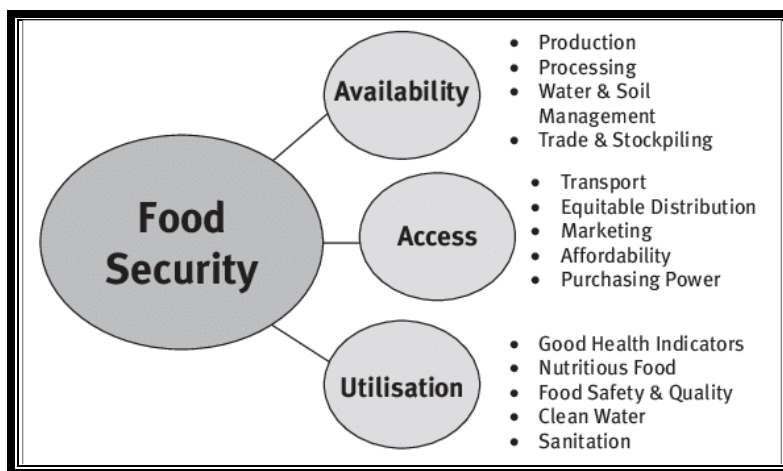 Food
Security
Availability
• Production
• Processing
• Water & Soil
Management
• Trade & Stockpiling
Access
• Transport
• Equitable Distribution
• Marketing
• Affordability
• Purchasing Power
Utilisation
• Good Health Indicators
• Nutritious Food
• Food Safety & Quality
• Clean Water
• Sanitation